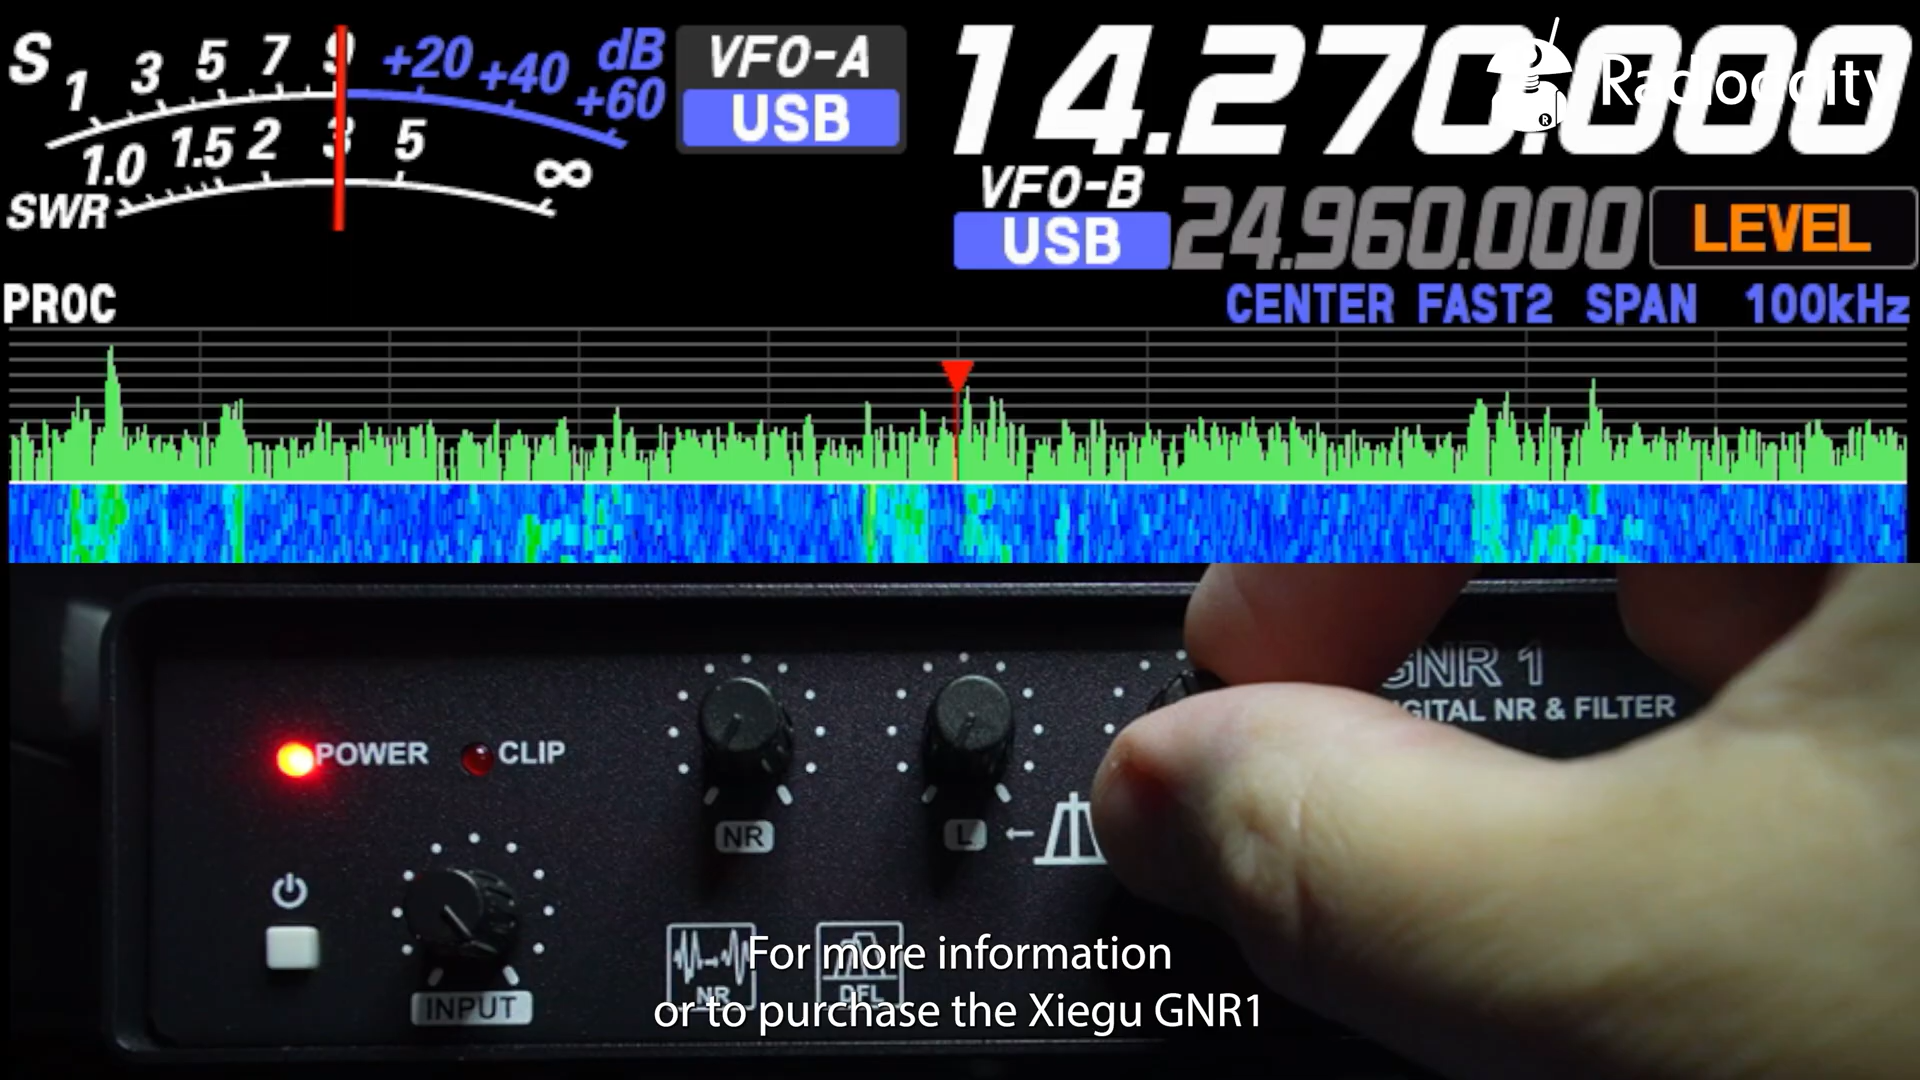 S 1 3 5 7 9 +20 +40 +60 dB
SWR 1.0 1.5 2 3 5 ∞
VFO-A
USB
14.270.000
Radioddity
®
VFO-B
USB
24.960.000
LEVEL
PROC
CENTER FAST2 SPAN 100kHz
GNR 1
DIGITAL NR & FILTER
POWER CLIP
NR
L
INPUT
NR
DFL
For more information
or to purchase the Xiegu GNR1